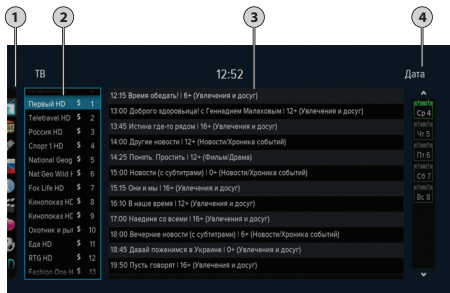 1
2
3
4
ТВ
12:52
Дата
Первый HD $ 1
Teletravel HD $ 2
Россия HD $ 3
Спорт 1 HD $ 4
National Geog $ 5
Nat Geo Wild H $ 6
Fox Life HD $ 7
Кинопоказ HD $ 8
Кинопоказ HD $ 9
Охотник и рыб $ 10
Еда HD $ 11
RTG HD $ 12
Fashion One H $ 13
12:15 Время обедать! | 6+ (Увлечения и досуг)
13:00 Доброго здоровьица! с Геннадием Малаховым | 12+ (Увлечения и досуг)
13:45 Истина где-то рядом | 16+ (Увлечения и досуг)
14:00 Другие новости | 12+ (Новости/Хроника событий)
14:25 Понять. Простить | 12+ (Фильм/Драма)
15:00 Новости (с субтитрами) | 0+ (Новости/Хроника событий)
15:15 Они и мы | 16+ (Увлечения и досуг)
16:10 В наше время | 12+ (Увлечения и досуг)
17:00 Наедине со всеми | 16+ (Увлечения и досуг)
18:00 Вечерние новости (с субтитрами) | 6+ (Новости/Хроника событий)
18:45 Давай поженимся в Украине | 0+ (Увлечения и досуг)
19:50 Пусть говорят | 16+ (Увлечения и досуг)
Ср 4
Чт 5
Пт 6
Сб 7
Вс 8